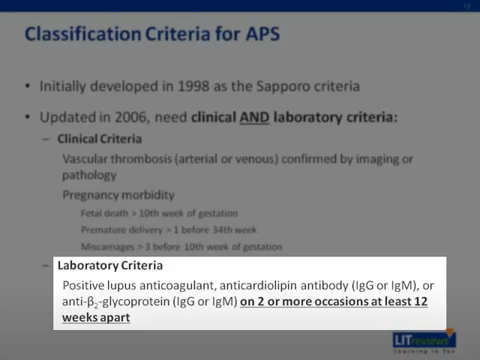 Classification Criteria for APS
• Initially developed in 1998 as the Sapporo criteria
• Updated in 2006, need clinical AND laboratory criteria:
– Clinical Criteria
Vascular thrombosis (arterial or venous) confirmed by imaging or
pathology
Pregnancy morbidity
Fetal death > 10th week of gestation
Premature delivery > 1 before 34th week
Miscarriages > 3 before 10th week of gestation
– Laboratory Criteria
Positive lupus anticoagulant, anticardiolipin antibody (IgG or IgM), or
anti-β₂-glycoprotein (IgG or IgM) on 2 or more occasions at least 12
weeks apart
LITreviews
Learning in Ten